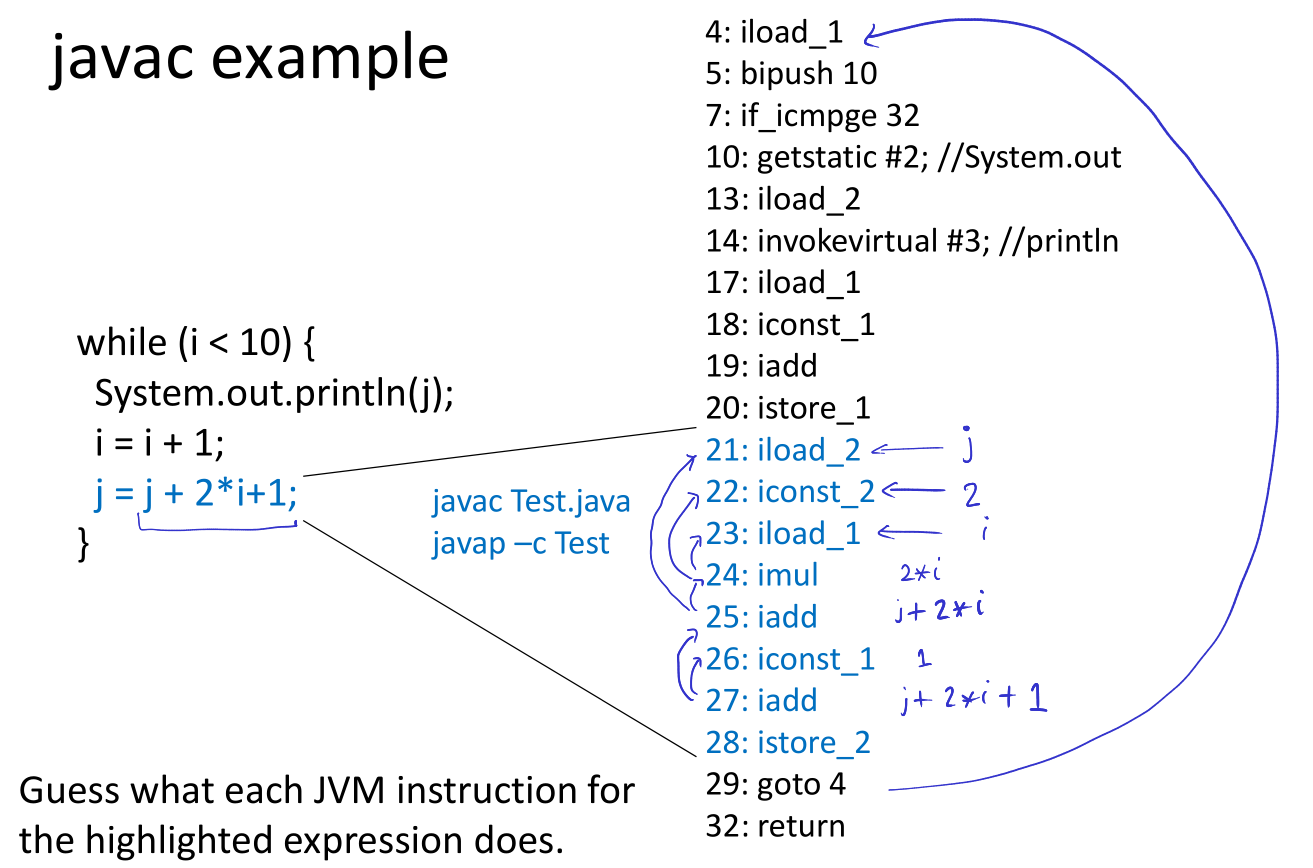 javac example
while (i < 10) {
System.out.println(j);
i = i + 1;
j = j + 2*i+1;
}
javac Test.java
javap –c Test
Guess what each JVM instruction for
the highlighted expression does.
4: iload_1
5: bipush 10
7: if_icmpge 32
10: getstatic #2; //System.out
13: iload_2
14: invokevirtual #3; //println
17: iload_1
18: iconst_1
19: iadd
20: istore_1
21: iload_2 j
22: iconst_2 2
23: iload_1 i
24: imul 2*i
25: iadd j+2*i
26: iconst_1 1
27: iadd j+2*i+1
28: istore_2
29: goto 4
32: return